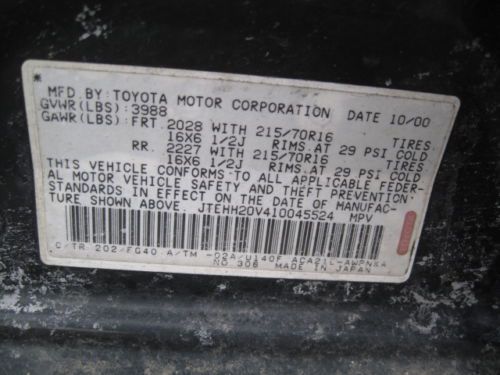 MFD.BY:TOYOTA MOTOR CORPORATION DATE 10/00
GVWR(LBS):3988
GAWR(LBS):FRT. 2028 WITH 215/70R16 TIRES
16X6 1/2J RIMS.AT 29 PSI COLD
RR. 2227 WITH 215/70R16 TIRES
16X6 1/2J RIMS.AT 29 PSI COLD
THIS VEHICLE CONFORMS TO ALL APPLICABLE FEDER-
AL MOTOR VEHICLE SAFETY AND THEFT PREVENTION
STANDARDS IN EFFECT ON THE DATE OF MANUFAC-
TURE SHOWN ABOVE. JTEHH20V410045524 MPV
C/TR 202/FG40 A/TM -02A/U140F ACA21L-AWPNKA
NO.306 MADE IN JAPAN